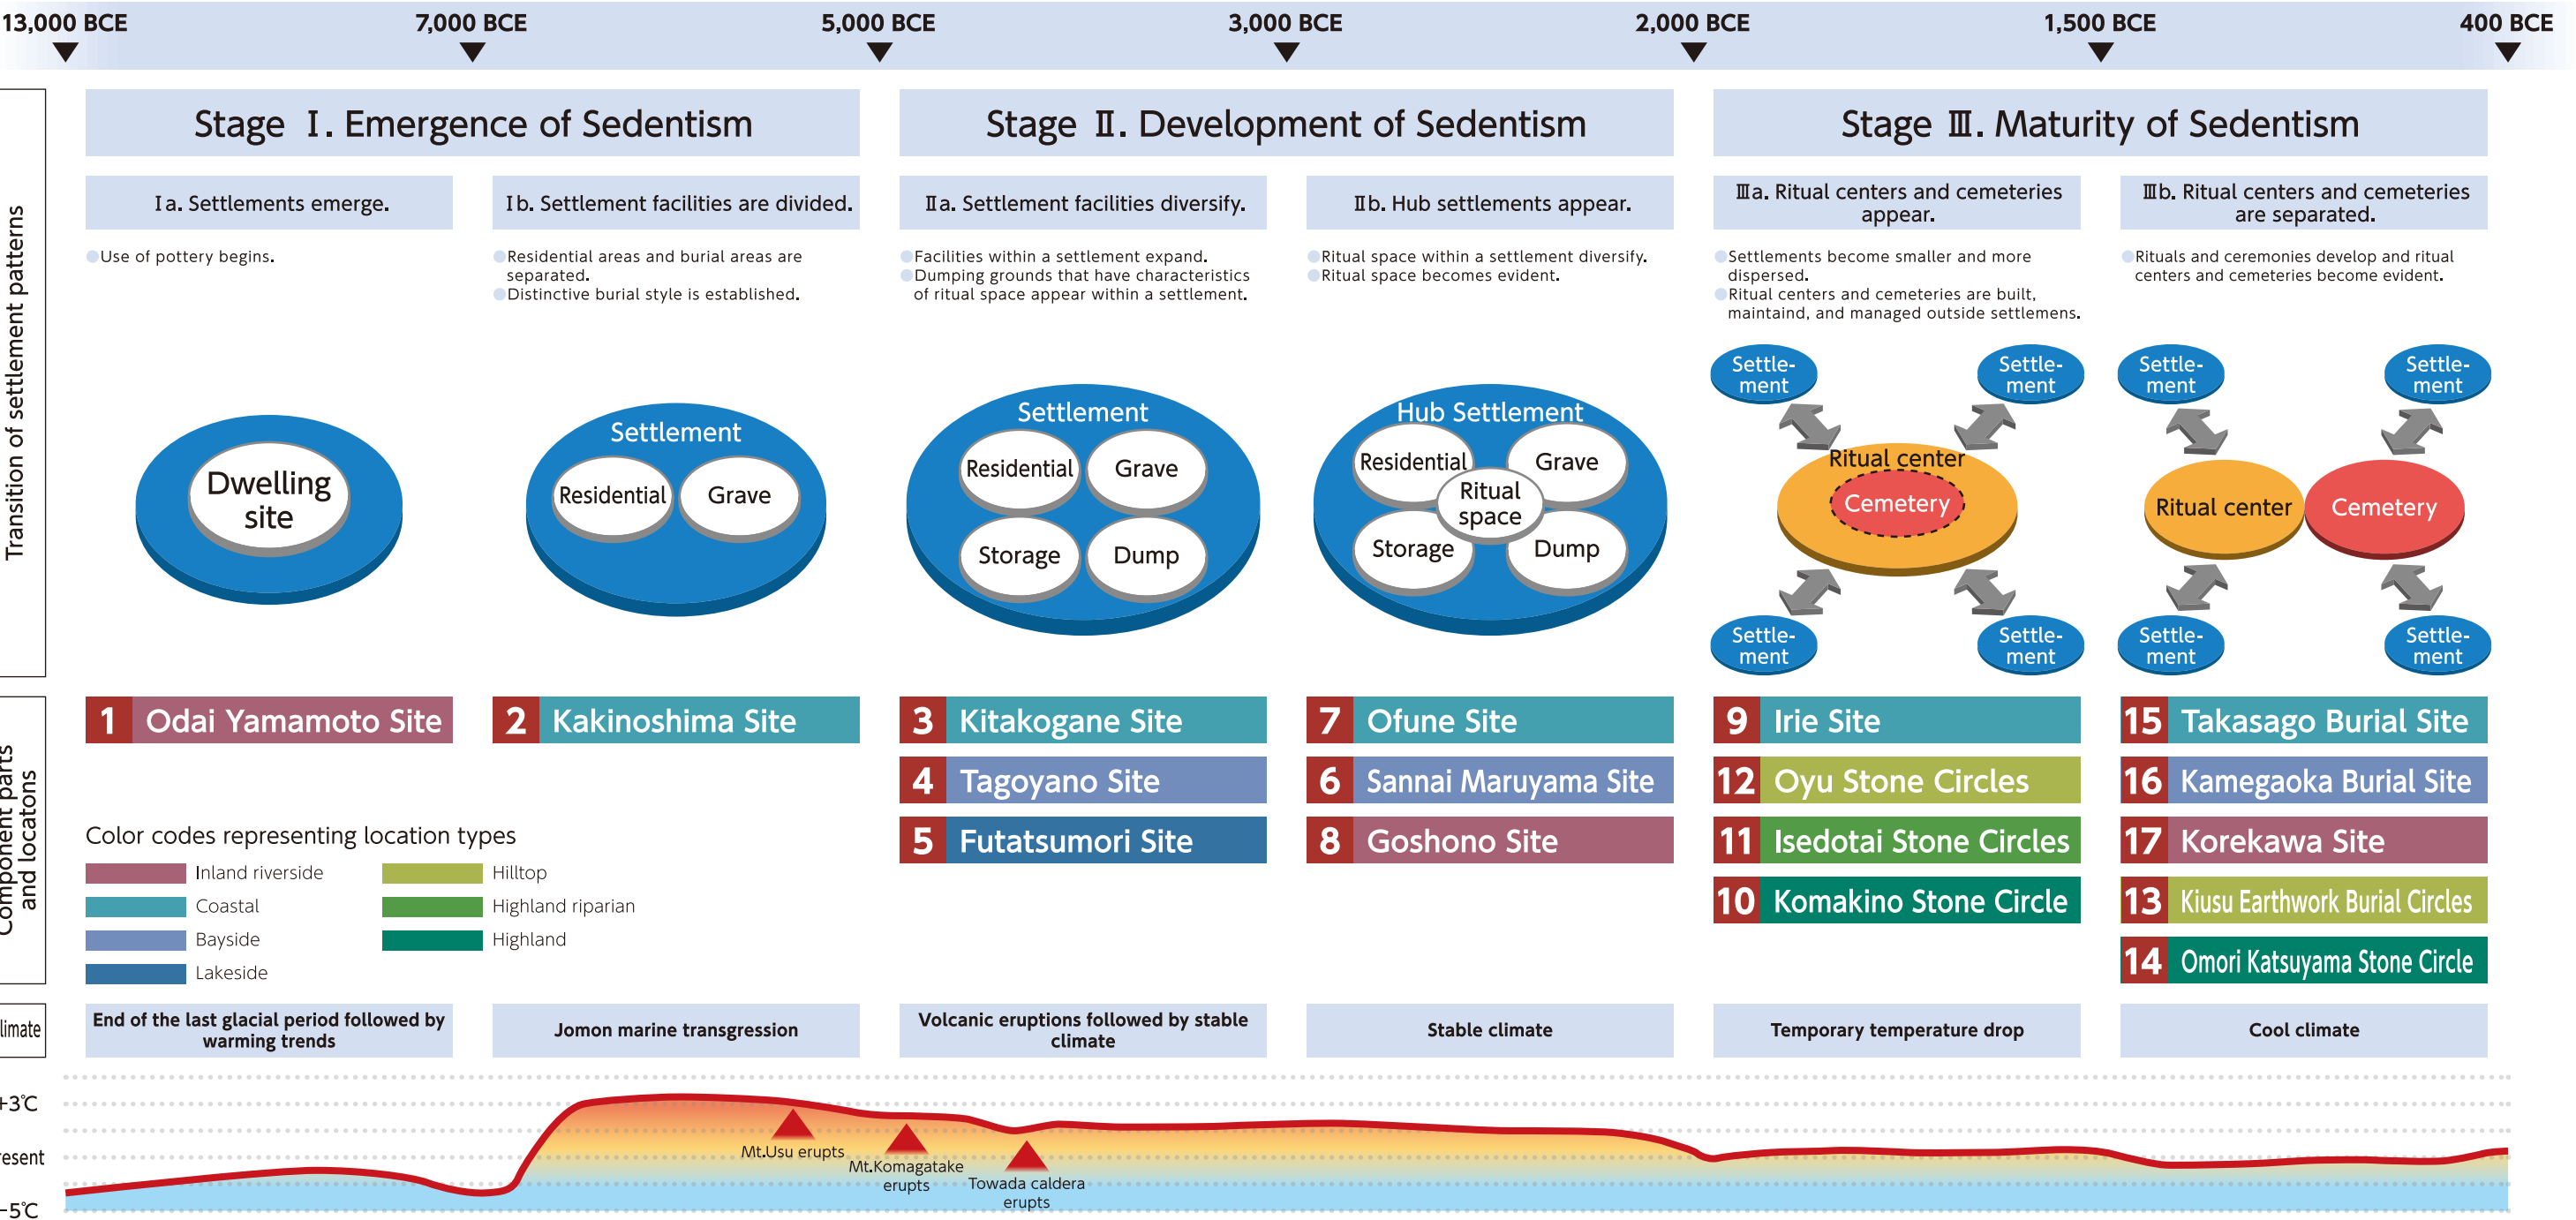 13,000 BCE
7,000 BCE
5,000 BCE
3,000 BCE
2,000 BCE
1,500 BCE
400 BCE
Transition of settlement patterns
Stage Ⅰ. Emergence of Sedentism
Stage Ⅱ. Development of Sedentism
Stage Ⅲ. Maturity of Sedentism
Ⅰa. Settlements emerge.
●Use of pottery begins.
Dwelling
site
Ⅰb. Settlement facilities are divided.
●Residential areas and burial areas are
separated.
●Distinctive burial style is established.
Settlement
Residential
Grave
Ⅱa. Settlement facilities diversify.
●Facilities within a settlement expand.
●Dumping grounds that have characteristics
of ritual space appear within a settlement.
Settlement
Residential
Grave
Storage
Dump
Ⅱb. Hub settlements appear.
●Ritual space within a settlement diversify.
●Ritual space becomes evident.
Hub Settlement
Residential
Grave
Ritual
space
Storage
Dump
Ⅲa. Ritual centers and cemeteries
appear.
●Settlements become smaller and more
dispersed.
●Ritual centers and cemeteries are built,
maintaind, and managed outside settlemens.
Settle-
ment
Settle-
ment
Ritual center
Cemetery
Settle-
ment
Settle-
ment
Ⅲb. Ritual centers and cemeteries
are separated.
●Rituals and ceremonies develop and ritual
centers and cemeteries become evident.
Settle-
ment
Settle-
ment
Ritual center
Cemetery
Settle-
ment
Settle-
ment
Component parts
and locatons
1 Odai Yamamoto Site
2 Kakinoshima Site
3 Kitakogane Site
4 Tagoyano Site
5 Futatsumori Site
7 Ofune Site
6 Sannai Maruyama Site
8 Goshono Site
9 Irie Site
12 Oyu Stone Circles
11 Isedotai Stone Circles
10 Komakino Stone Circle
15 Takasago Burial Site
16 Kamegaoka Burial Site
17 Korekawa Site
13 Kiusu Earthwork Burial Circles
14 Omori Katsuyama Stone Circle
Color codes representing location types
Inland riverside
Coastal
Bayside
Lakeside
Hilltop
Highland riparian
Highland
limate
End of the last glacial period followed by
warming trends
Jomon marine transgression
Volcanic eruptions followed by stable
climate
Stable climate
Temporary temperature drop
Cool climate
+3℃
resent
-5℃
Mt.Usu erupts
Mt.Komagatake
erupts
Towada caldera
erupts